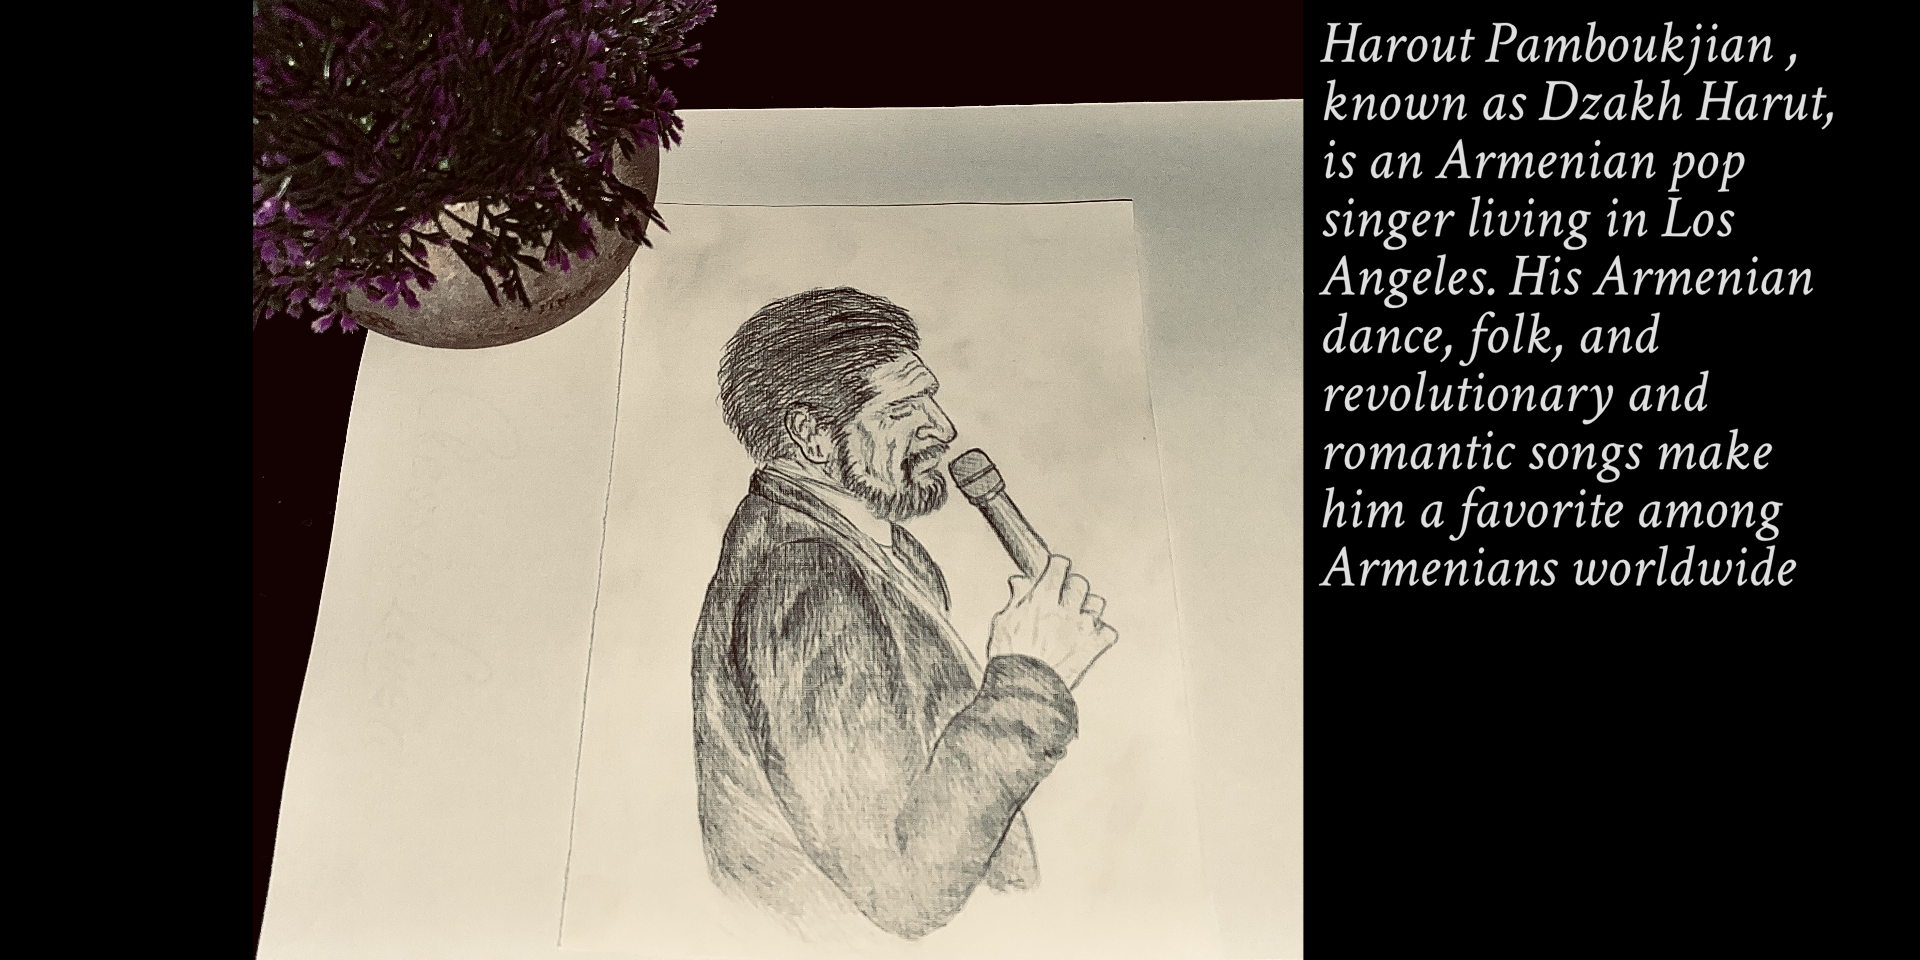 Harout Pamboukjian ,
known as Dzakh Harut,
is an Armenian pop
singer living in Los
Angeles. His Armenian
dance, folk, and
revolutionary and
romantic songs make
him a favorite among
Armenians worldwide